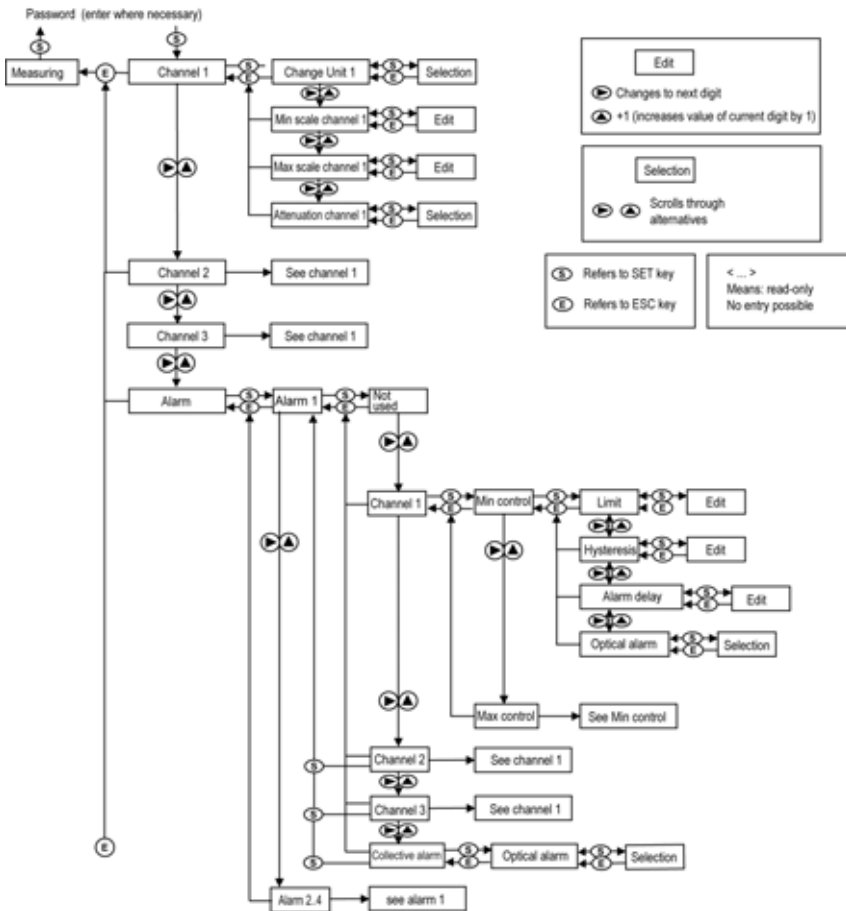 Password (enter where necessary)
S
S
Measuring
E
Channel 1
S
E
Change Unit 1
S
E
Selection
Min scale channel 1
S
E
Edit
Max scale channel 1
S
E
Edit
Attenuation channel 1
S
E
Selection
Edit
Changes to next digit
+1 (increases value of current digit by 1)
Selection
Scrolls through
alternatives
S Refers to SET key
E Refers to ESC key
< ... >
Means: read-only
No entry possible
Channel 2
See channel 1
Channel 3
See channel 1
Alarm
S
E
Alarm 1
S
E
Not
used
Channel 1
S
E
Min control
S
E
Limit
S
E
Edit
Hysteresis
S
E
Edit
Alarm delay
S
E
Edit
Optical alarm
S
E
Selection
Max control
See Min control
Channel 2
See channel 1
S
Channel 3
See channel 1
S
Collective alarm
S
E
Optical alarm
S
E
Selection
S
E
Alarm 2..4
see alarm 1